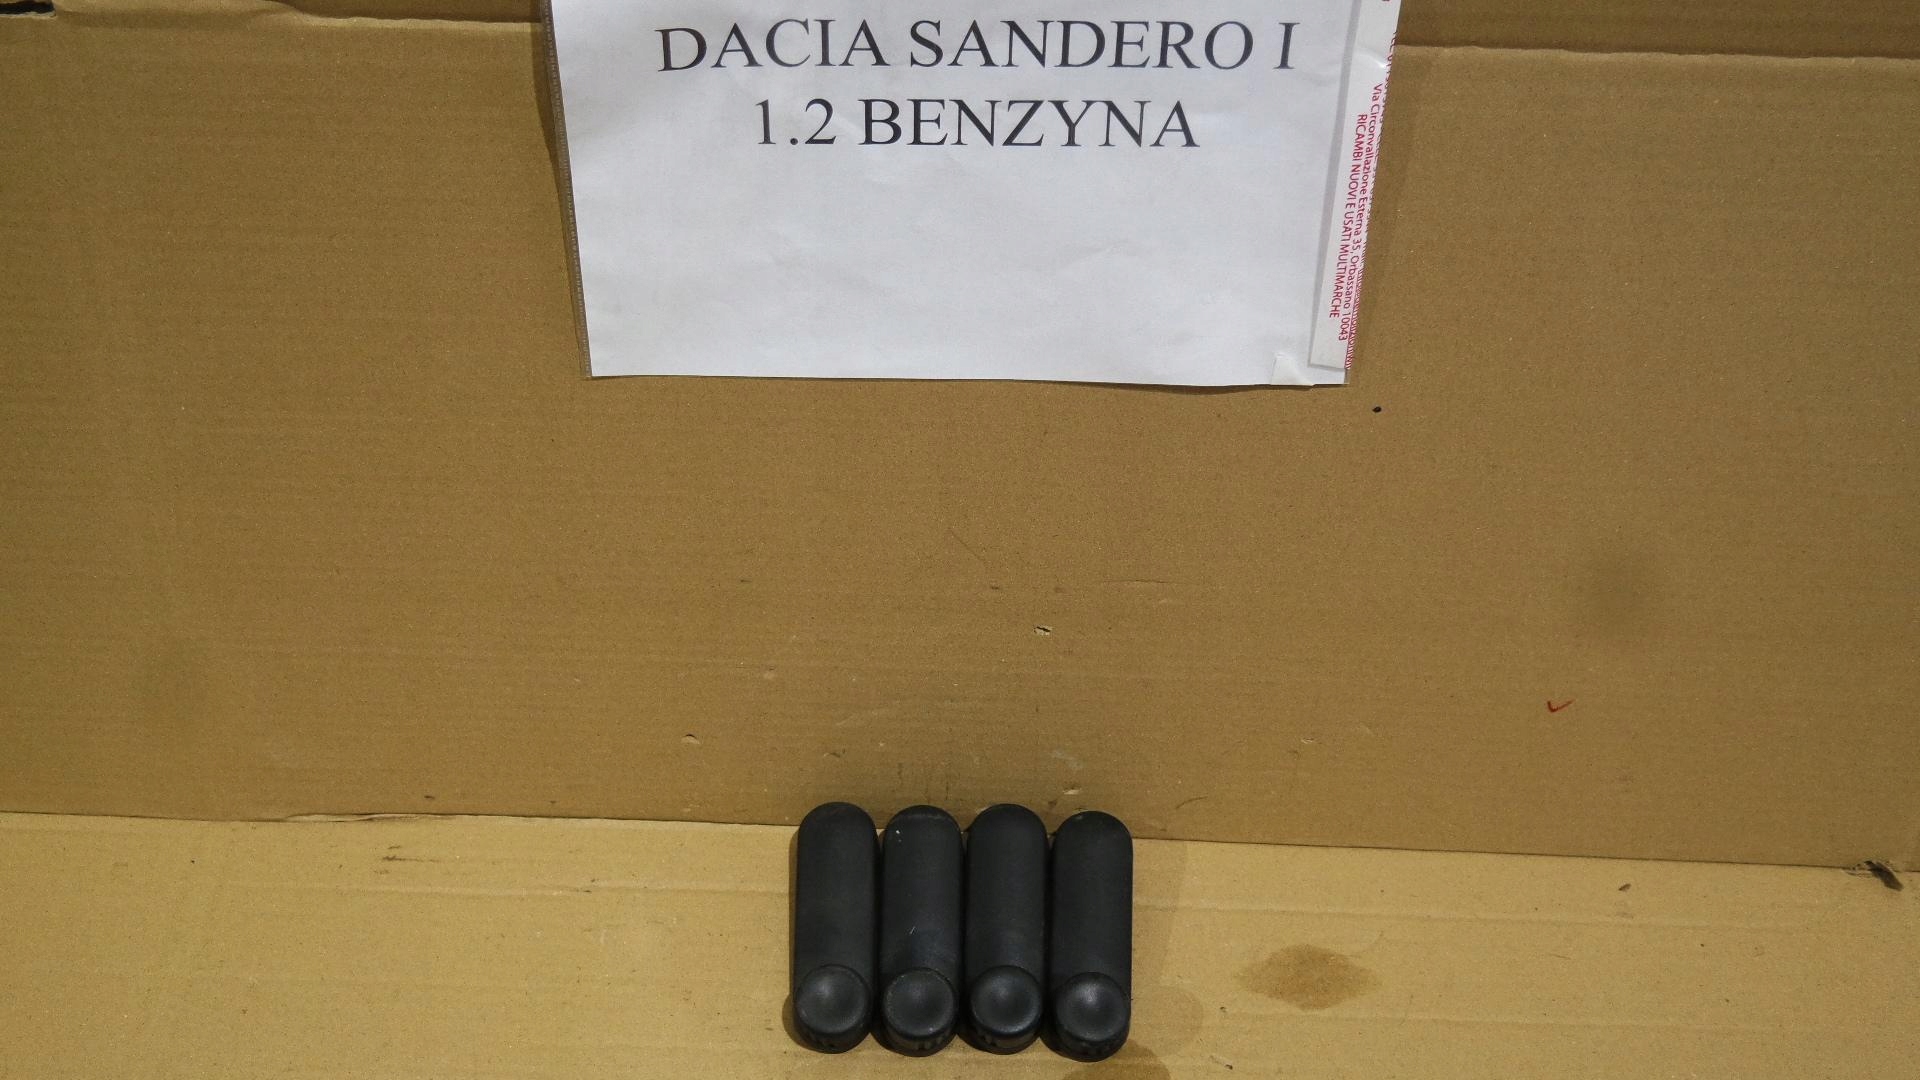 DACIA SANDERO I
1.2 BENZYNA
Via Circonvallazione Esterna 35, Orbassano 10043
RICAMBI NUOVI E USATI MULTIMARCHE